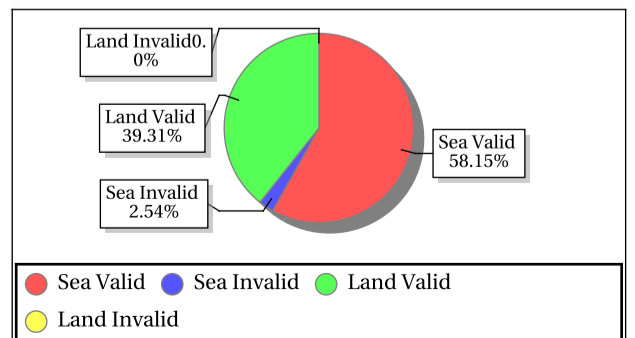 Land Invalid0.
0%
Land Valid
39.31%
Sea Valid
58.15%
Sea Invalid
2.54%
Sea Valid Sea Invalid Land Valid
Land Invalid